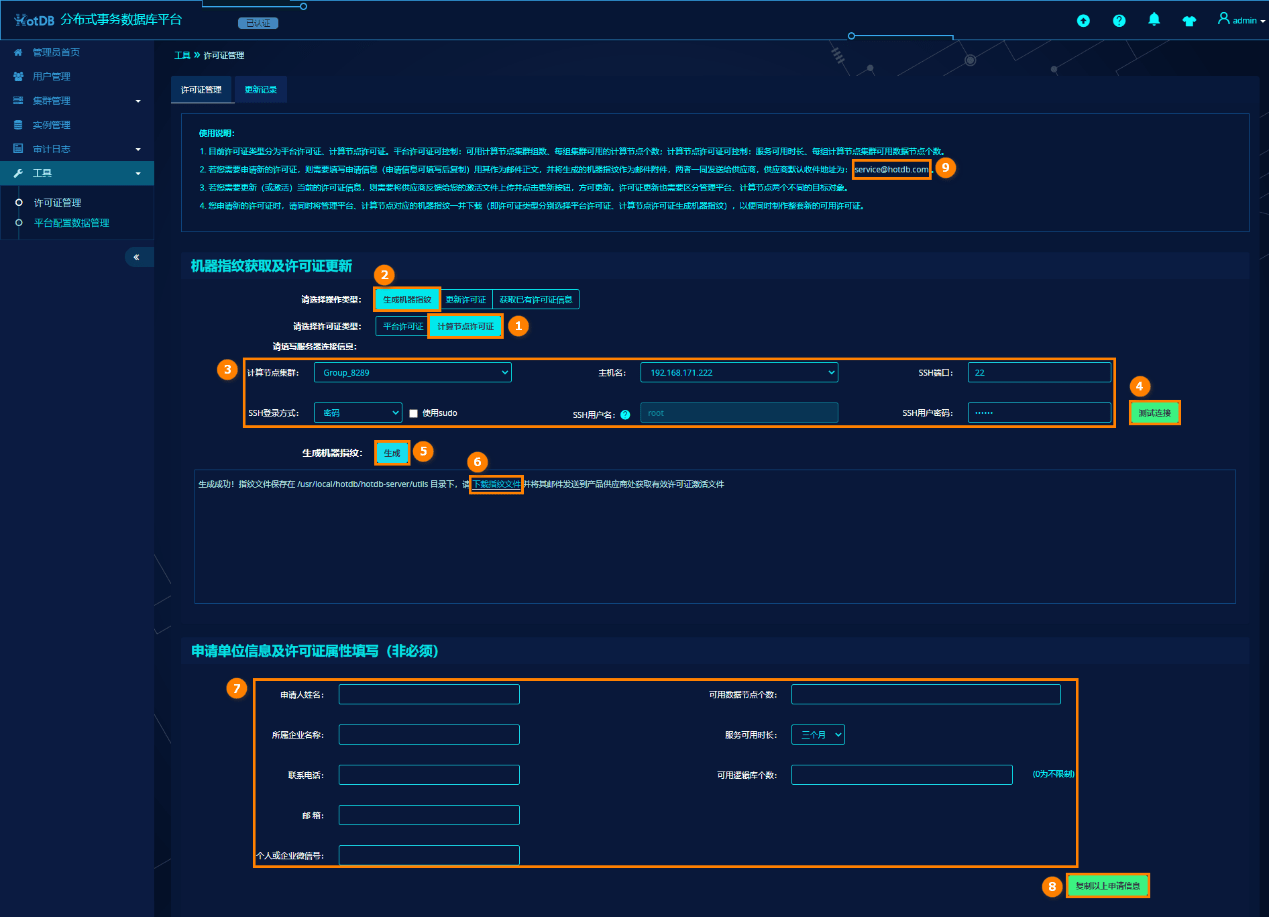 HotDB 分布式事务数据库平台
已认证
admin
管理员首页
用户管理
集群管理
实例管理
审计日志
工具
许可证管理
平台配置数据管理
工具 » 许可证管理
许可证管理 更新记录
使用说明:
1. 目前许可证类型分为平台许可证、计算节点许可证。平台许可证可控制：可用计算节点集群组数、每组集群可用的计算节点个数；计算节点许可证可控制：服务可用时长、每组计算节点集群可用数据节点个数。
2. 若您需要申请新的许可证，则需要填写申请信息（申请信息可填写后复制）用其作为邮件正文，并将生成的机器指纹作为邮件附件，两者一同发送给供应商，供应商默认收件地址为：service@hotdb.com。 9
3. 若您需要更新（或激活）当前的许可证信息，则需要将供应商反馈给您的激活文件上传并点击更新按钮，方可更新。许可证更新也需要区分管理平台、计算节点两个不同的目标对象。
4. 您申请新的许可证时，请同时将管理平台、计算节点对应的机器指纹一并下载（即许可证类型分别选择平台许可证、计算节点许可证生成机器指纹），以便同时制作整套新的可用许可证。
机器指纹获取及许可证更新
2
请选择操作类型: 生成机器指纹 更新许可证 获取已有许可证信息
请选择许可证类型: 平台许可证 计算节点许可证 1
请填写服务器连接信息:
3 计算节点集群: Group_8289 主机名: 192.168.171.222 SSH端口: 22
4
SSH登录方式: 密码 使用sudo SSH用户名: root SSH用户密码: ······ 测试连接
生成机器指纹: 生成 5
6
生成成功！指纹文件保存在 /usr/local/hotdb/hotdb-server/utils 目录下，请 下载指纹文件 并将其邮件发送到产品供应商处获取有效许可证激活文件
申请单位信息及许可证属性填写（非必须）
7
申请人姓名: 可用数据节点个数:
所属企业名称: 服务可用时长: 三个月
联系电话: 可用逻辑库个数: (0为不限制)
邮 箱:
个人或企业微信号:
8 复制以上申请信息